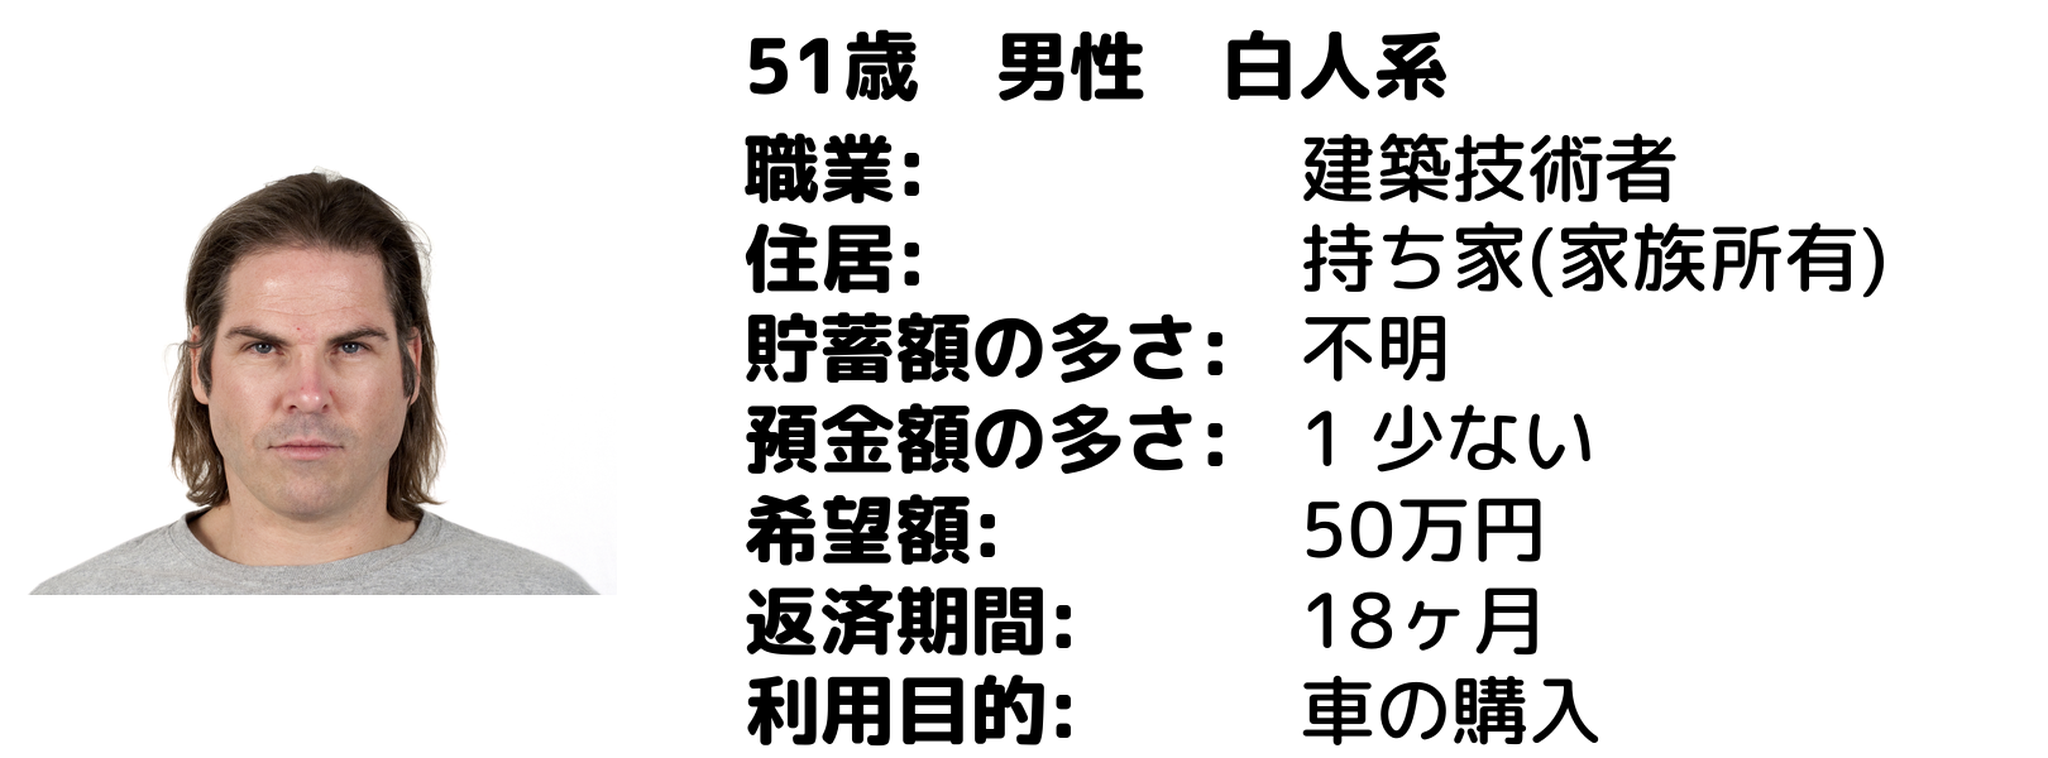 51歳　男性　白人系
職業:　建築技術者
住居:　持ち家(家族所有)
貯蓄額の多さ:　不明
預金額の多さ:　1 少ない
希望額:　50万円
返済期間:　18ヶ月
利用目的:　車の購入